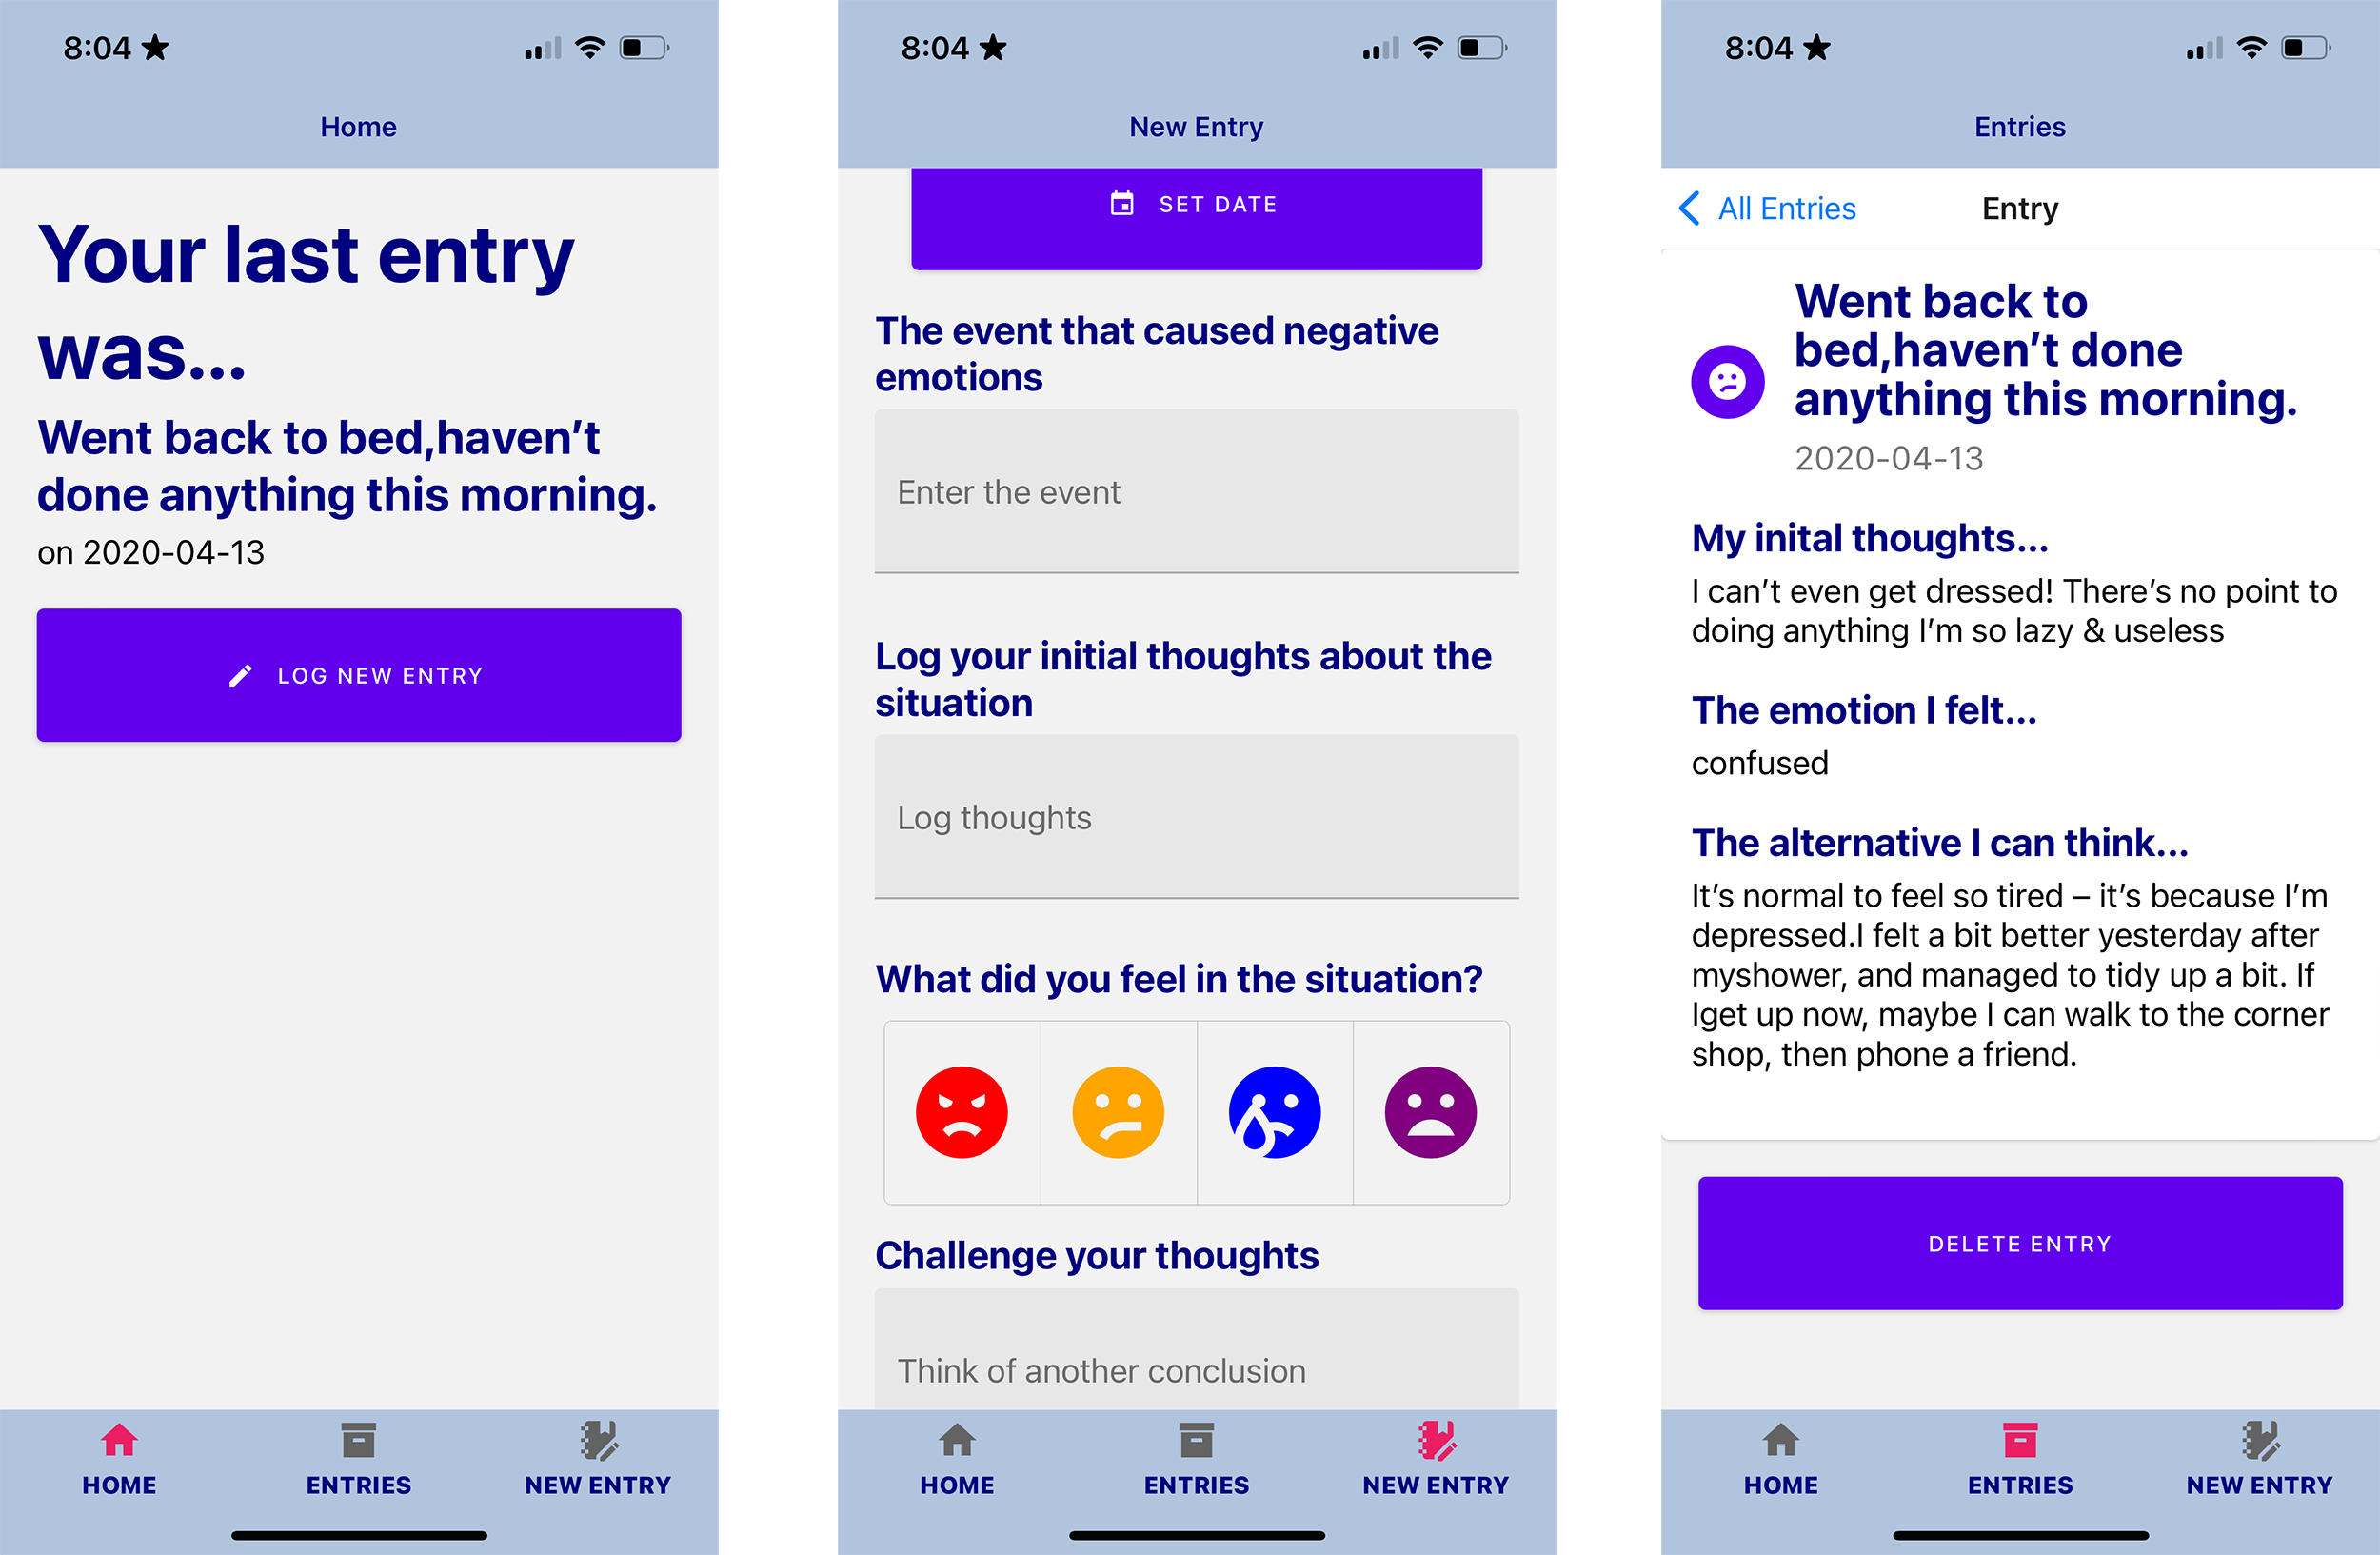 8:04
Home
Your last entry
was...
Went back to bed,haven’t
done anything this morning.
on 2020-04-13
LOG NEW ENTRY
HOME
ENTRIES
NEW ENTRY
8:04
New Entry
SET DATE
The event that caused negative
emotions
Enter the event
Log your initial thoughts about the
situation
Log thoughts
What did you feel in the situation?
Challenge your thoughts
Think of another conclusion
HOME
ENTRIES
NEW ENTRY
8:04
Entries
All Entries
Entry
Went back to
bed,haven’t done
anything this morning.
2020-04-13
My inital thoughts...
I can’t even get dressed! There’s no point to
doing anything I’m so lazy & useless
The emotion I felt...
confused
The alternative I can think...
It’s normal to feel so tired – it’s because I’m
depressed.I felt a bit better yesterday after
myshower, and managed to tidy up a bit. If
Iget up now, maybe I can walk to the corner
shop, then phone a friend.
DELETE ENTRY
HOME
ENTRIES
NEW ENTRY